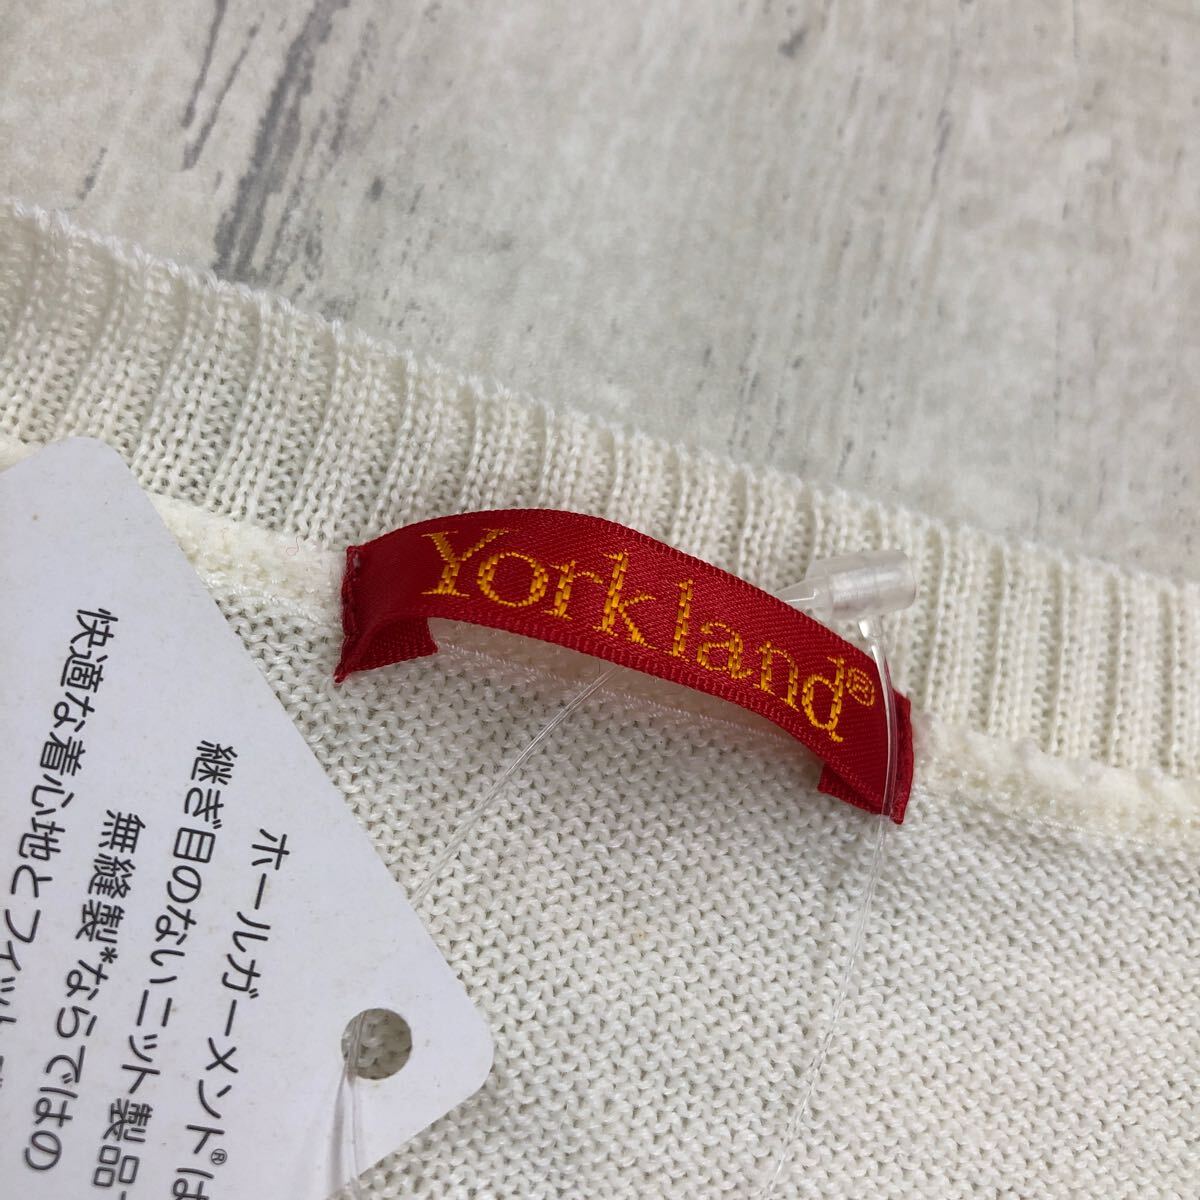 Yorkland®
ホールガーメント®は
継ぎ目のないニット製品
無縫製*ならではの
快適な着心地とフィット